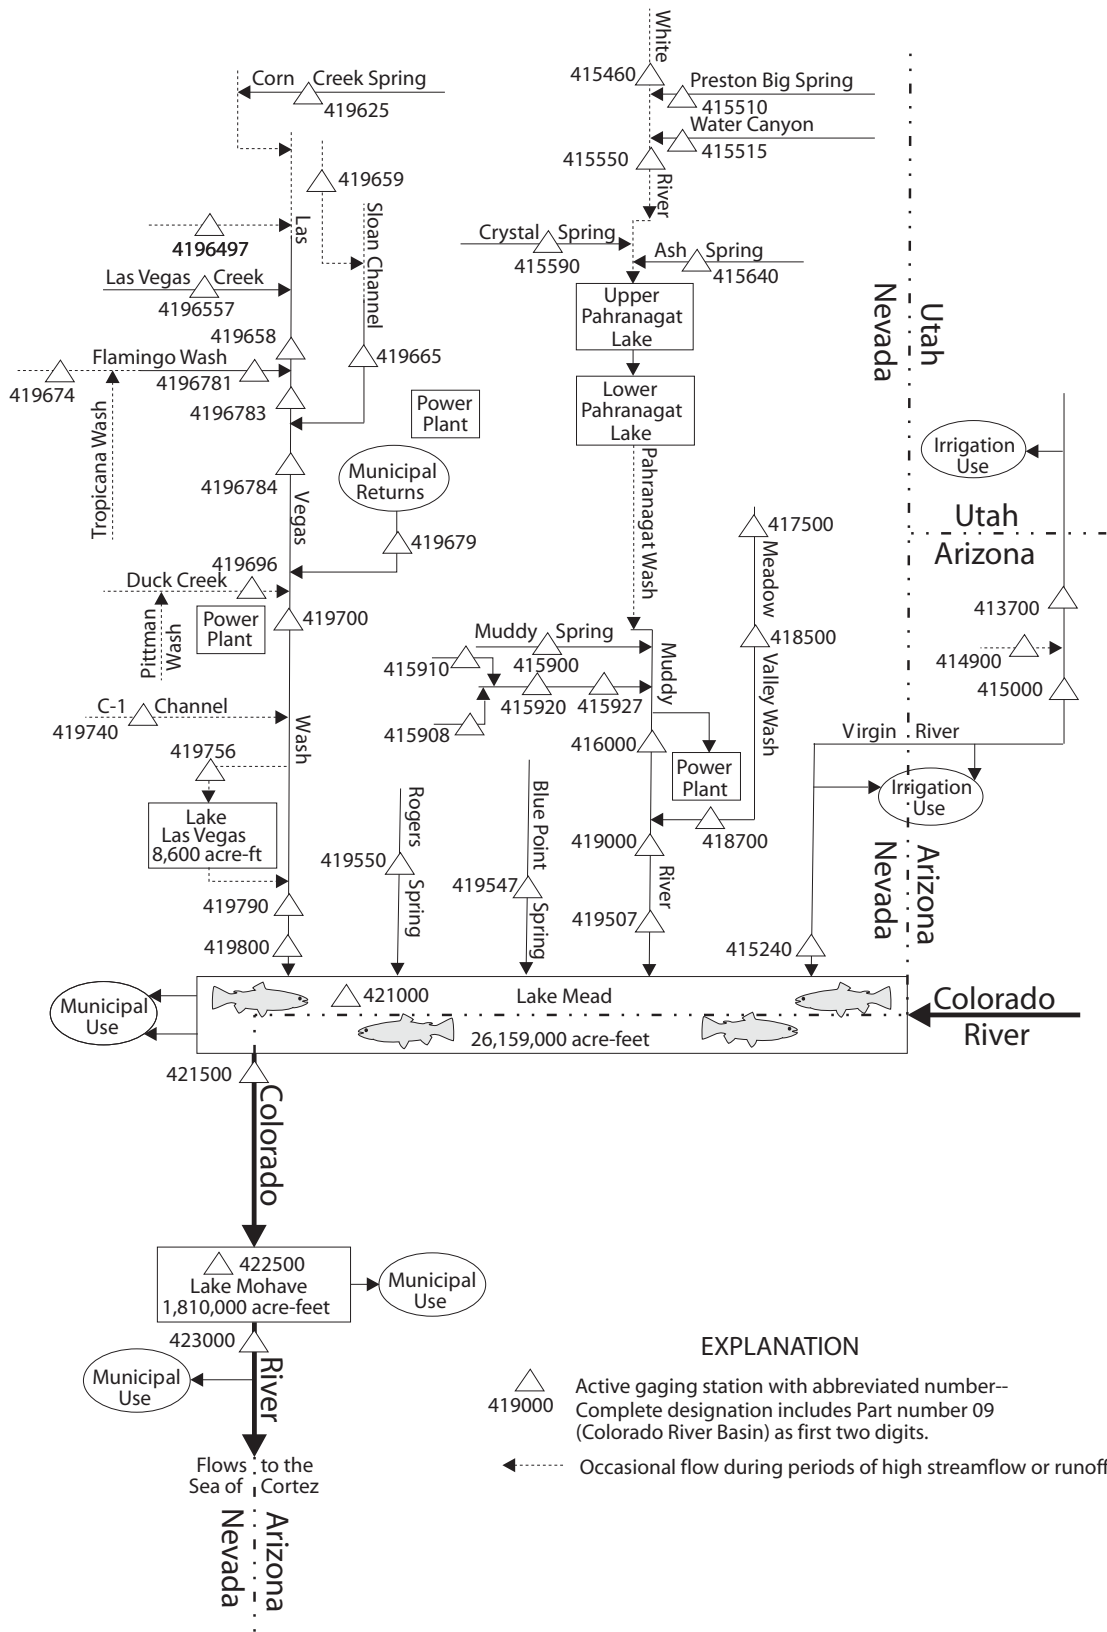 White
415460
Corn Creek Spring
419625
Preston Big Spring
415510
Water Canyon
415515
415550
River
419659
Las
Sloan Channel
4196497
Crystal Spring
415590
Ash Spring
415640
Las Vegas Creek
4196557
Upper
Pahranagat
Lake
Nevada
Utah
419658
419665
Flamingo Wash
4196781
419674
4196783
Tropicana Wash
Power
Plant
Lower
Pahranagat
Lake
Irrigation
Use
Municipal
Returns
4196784
Vegas
Pahranagat Wash
417500
Meadow
Utah
Arizona
419679
419696
Duck Creek
Power
Plant
419700
Pittman
Wash
Muddy Spring
415900
415910
Muddy
418500
Valley Wash
413700
414900
415000
415920
415927
415908
C-1 Channel
419740
Wash
416000
Virgin River
419756
Power
Plant
Irrigation
Use
Lake
Las Vegas
8,600 acre-ft
Rogers
Spring
419550
Blue Point
Spring
419547
419000
418700
River
Nevada
Arizona
419790
419507
419800
415240
Municipal
Use
421000
Lake Mead
26,159,000 acre-feet
Colorado
River
421500
Colorado
422500
Lake Mohave
1,810,000 acre-feet
Municipal
Use
423000
River
Municipal
Use
EXPLANATION
419000
Active gaging station with abbreviated number--
Complete designation includes Part number 09
(Colorado River Basin) as first two digits.
Occasional flow during periods of high streamflow or runoff
Flows to the
Sea of Cortez
Nevada
Arizona